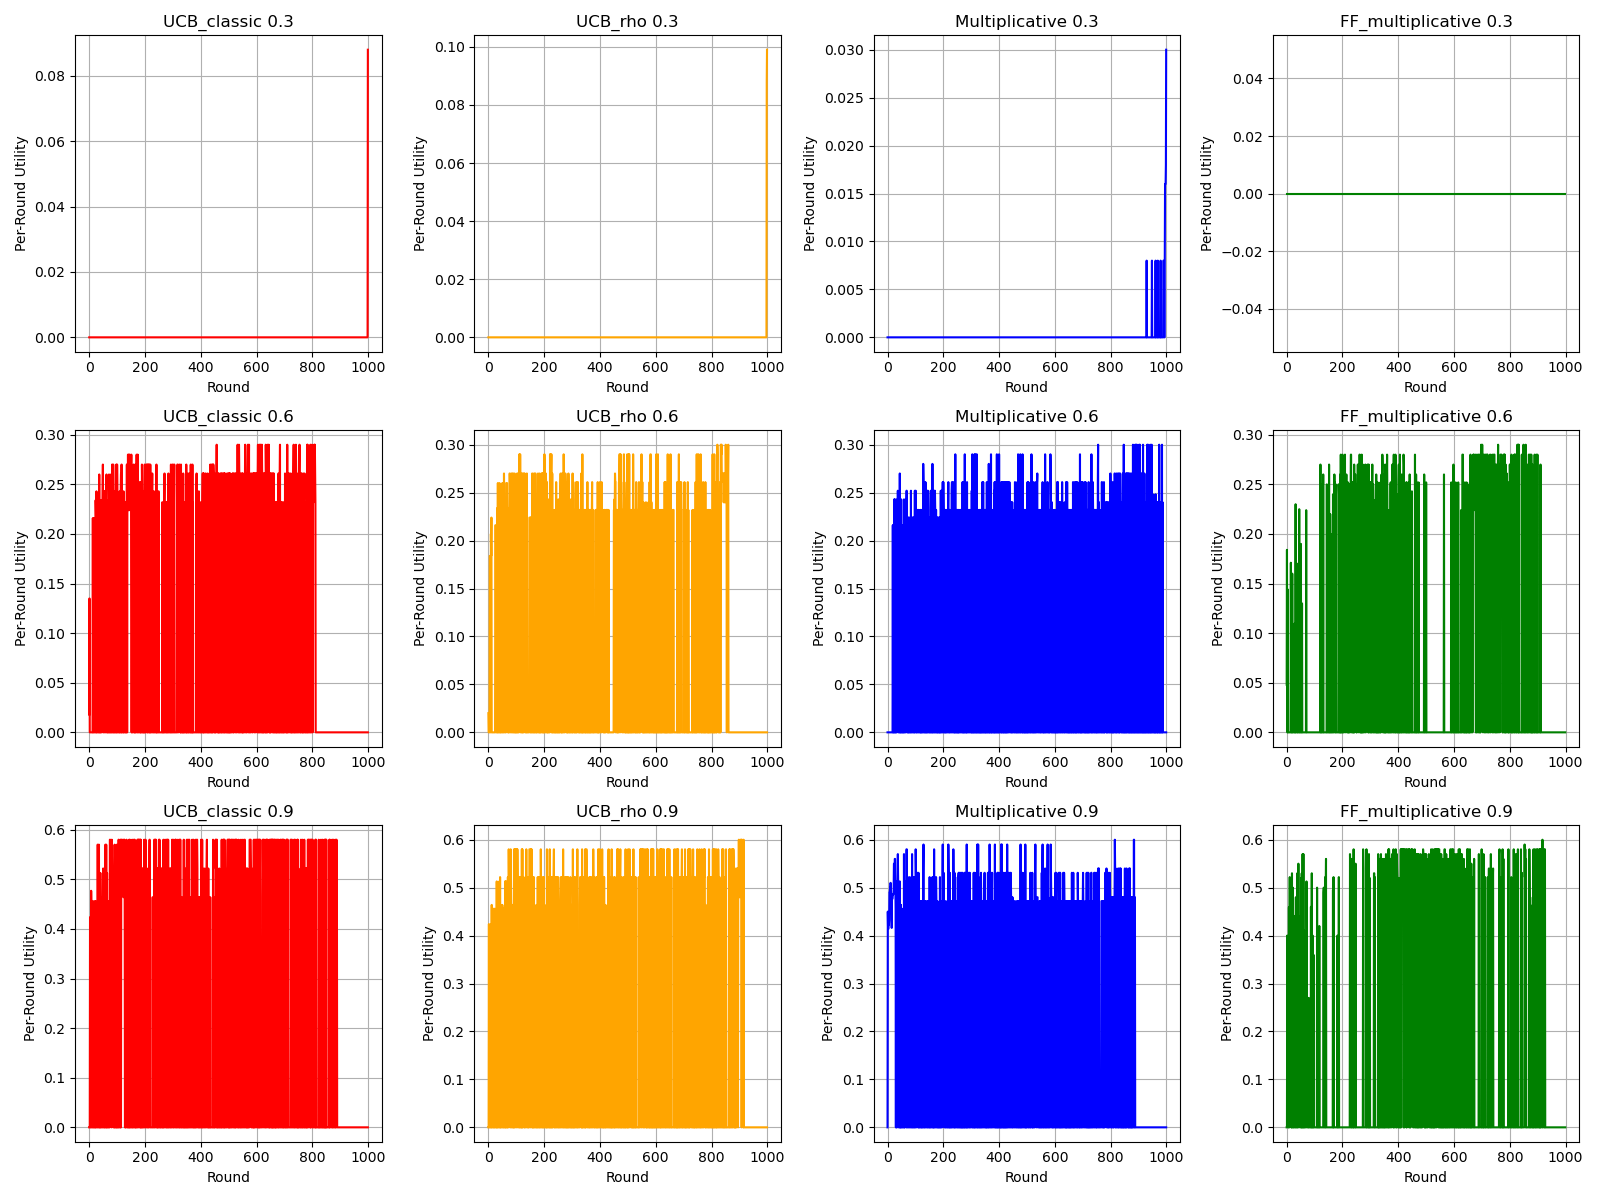 UCB_classic 0.3
UCB_rho 0.3
Multiplicative 0.3
FF_multiplicative 0.3
Per-Round Utility
0.08
0.06
0.04
0.02
0.00
0 200 400 600 800 1000
Round
Per-Round Utility
0.10
0.08
0.06
0.04
0.02
0.00
0 200 400 600 800 1000
Round
Per-Round Utility
0.030
0.025
0.020
0.015
0.010
0.005
0.000
0 200 400 600 800 1000
Round
Per-Round Utility
0.04
0.02
0.00
−0.02
−0.04
0 200 400 600 800 1000
Round
UCB_classic 0.6
UCB_rho 0.6
Multiplicative 0.6
FF_multiplicative 0.6
Per-Round Utility
0.30
0.25
0.20
0.15
0.10
0.05
0.00
0 200 400 600 800 1000
Round
Per-Round Utility
0.30
0.25
0.20
0.15
0.10
0.05
0.00
0 200 400 600 800 1000
Round
Per-Round Utility
0.30
0.25
0.20
0.15
0.10
0.05
0.00
0 200 400 600 800 1000
Round
Per-Round Utility
0.30
0.25
0.20
0.15
0.10
0.05
0.00
0 200 400 600 800 1000
Round
UCB_classic 0.9
UCB_rho 0.9
Multiplicative 0.9
FF_multiplicative 0.9
Per-Round Utility
0.6
0.5
0.4
0.3
0.2
0.1
0.0
0 200 400 600 800 1000
Round
Per-Round Utility
0.6
0.5
0.4
0.3
0.2
0.1
0.0
0 200 400 600 800 1000
Round
Per-Round Utility
0.6
0.5
0.4
0.3
0.2
0.1
0.0
0 200 400 600 800 1000
Round
Per-Round Utility
0.6
0.5
0.4
0.3
0.2
0.1
0.0
0 200 400 600 800 1000
Round